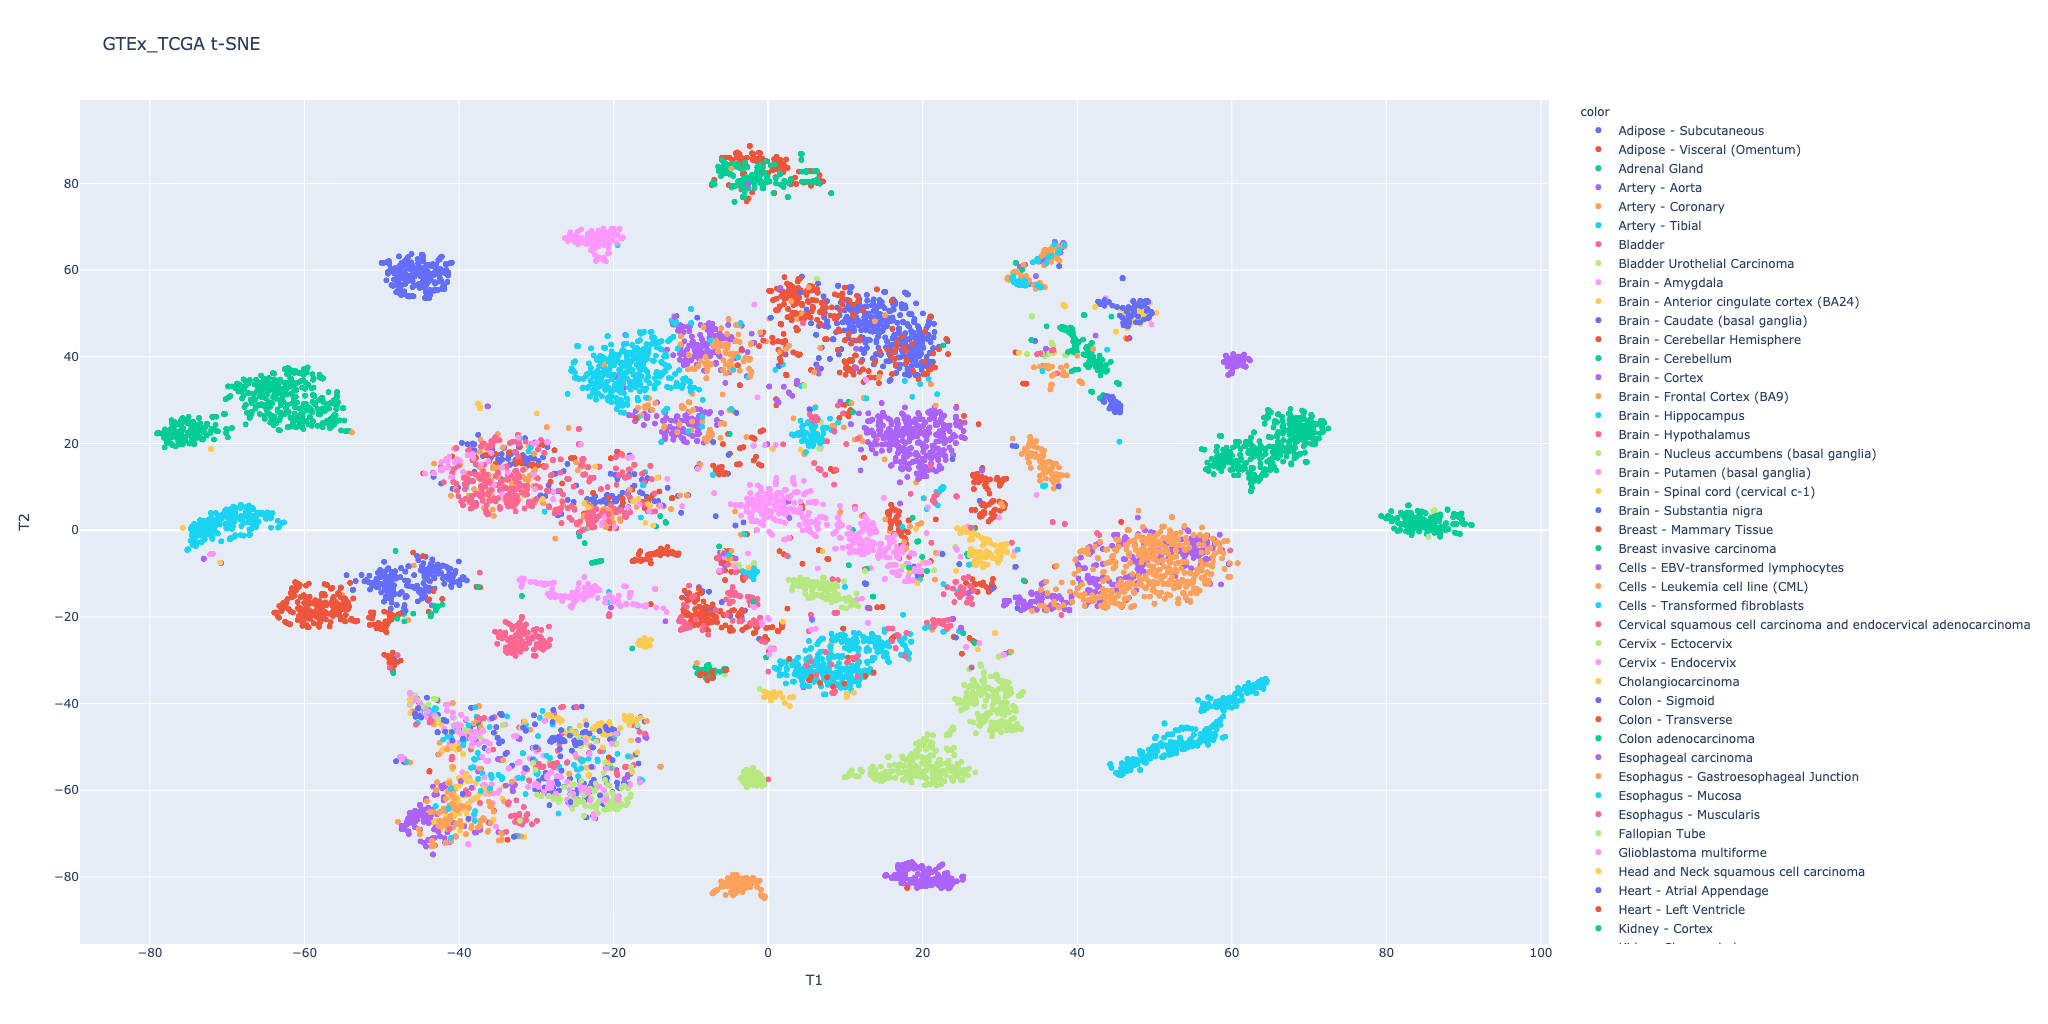 GTEx_TCGA t-SNE
color
Adipose - Subcutaneous
Adipose - Visceral (Omentum)
Adrenal Gland
Artery - Aorta
Artery - Coronary
Artery - Tibial
Bladder
Bladder Urothelial Carcinoma
Brain - Amygdala
Brain - Anterior cingulate cortex (BA24)
Brain - Caudate (basal ganglia)
Brain - Cerebellar Hemisphere
Brain - Cerebellum
Brain - Cortex
Brain - Frontal Cortex (BA9)
Brain - Hippocampus
Brain - Hypothalamus
Brain - Nucleus accumbens (basal ganglia)
Brain - Putamen (basal ganglia)
Brain - Spinal cord (cervical c-1)
Brain - Substantia nigra
Breast - Mammary Tissue
Breast invasive carcinoma
Cells - EBV-transformed lymphocytes
Cells - Leukemia cell line (CML)
Cells - Transformed fibroblasts
Cervical squamous cell carcinoma and endocervical adenocarcinoma
Cervix - Ectocervix
Cervix - Endocervix
Cholangiocarcinoma
Colon - Sigmoid
Colon - Transverse
Colon adenocarcinoma
Esophageal carcinoma
Esophagus - Gastroesophageal Junction
Esophagus - Mucosa
Esophagus - Muscularis
Fallopian Tube
Glioblastoma multiforme
Head and Neck squamous cell carcinoma
Heart - Atrial Appendage
Heart - Left Ventricle
Kidney - Cortex
80
60
40
20
0
−20
−40
−60
−80
T2
−80
−60
−40
−20
0
20
40
60
80
100
T1